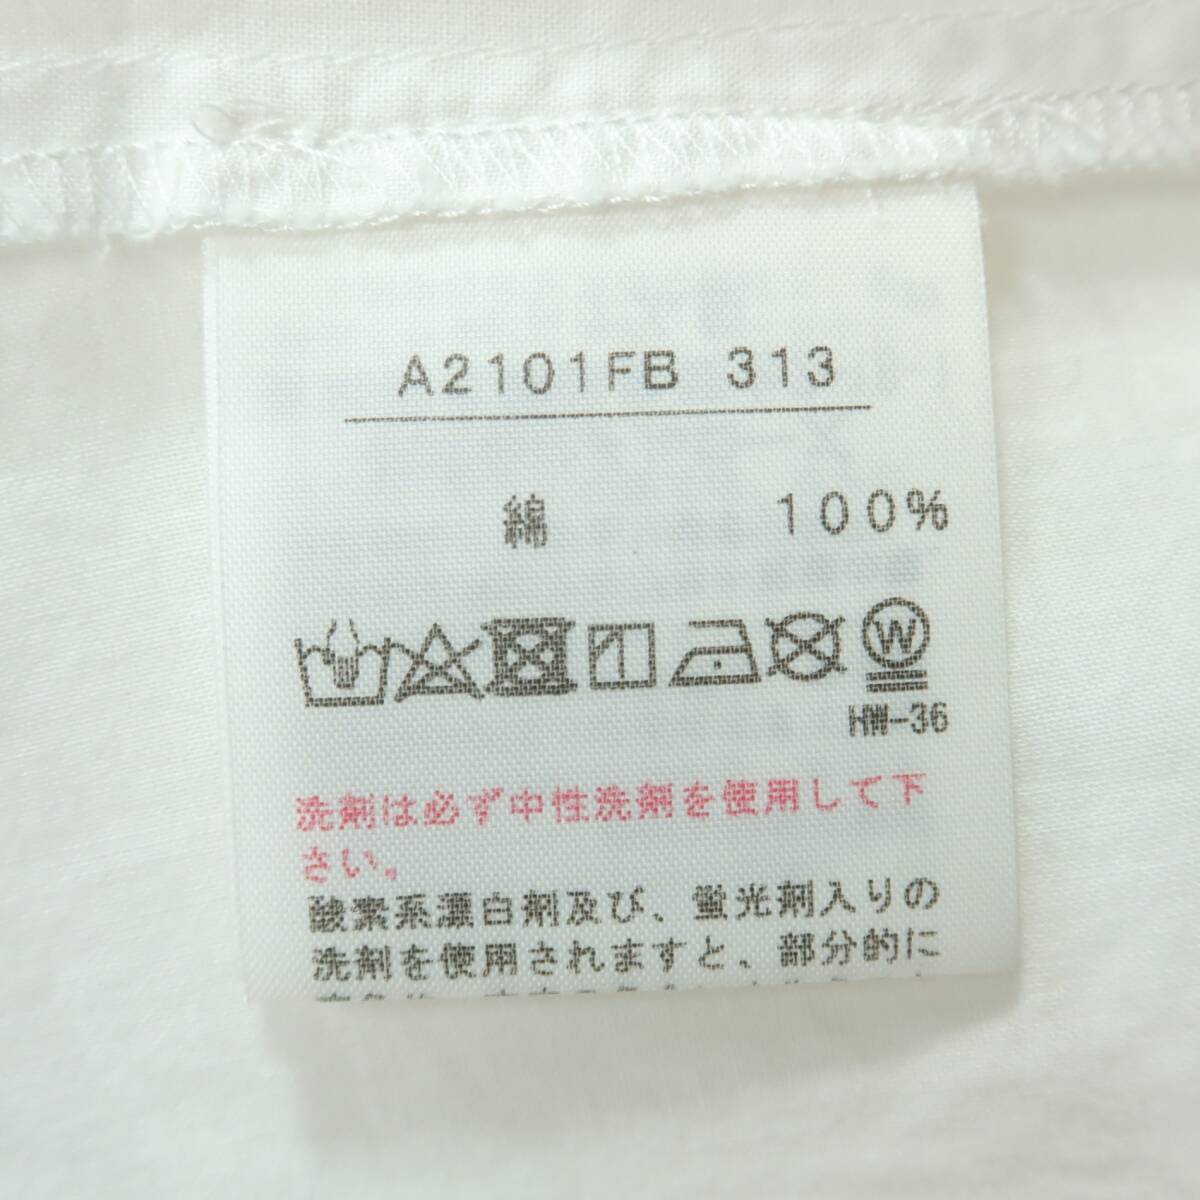 A2101FB 313
綿 100%
W
HW-36
洗剤は必ず中性洗剤を使用して下
さい。
酸素系漂白剤及び、蛍光剤入りの
洗剤を使用されますと、部分的に